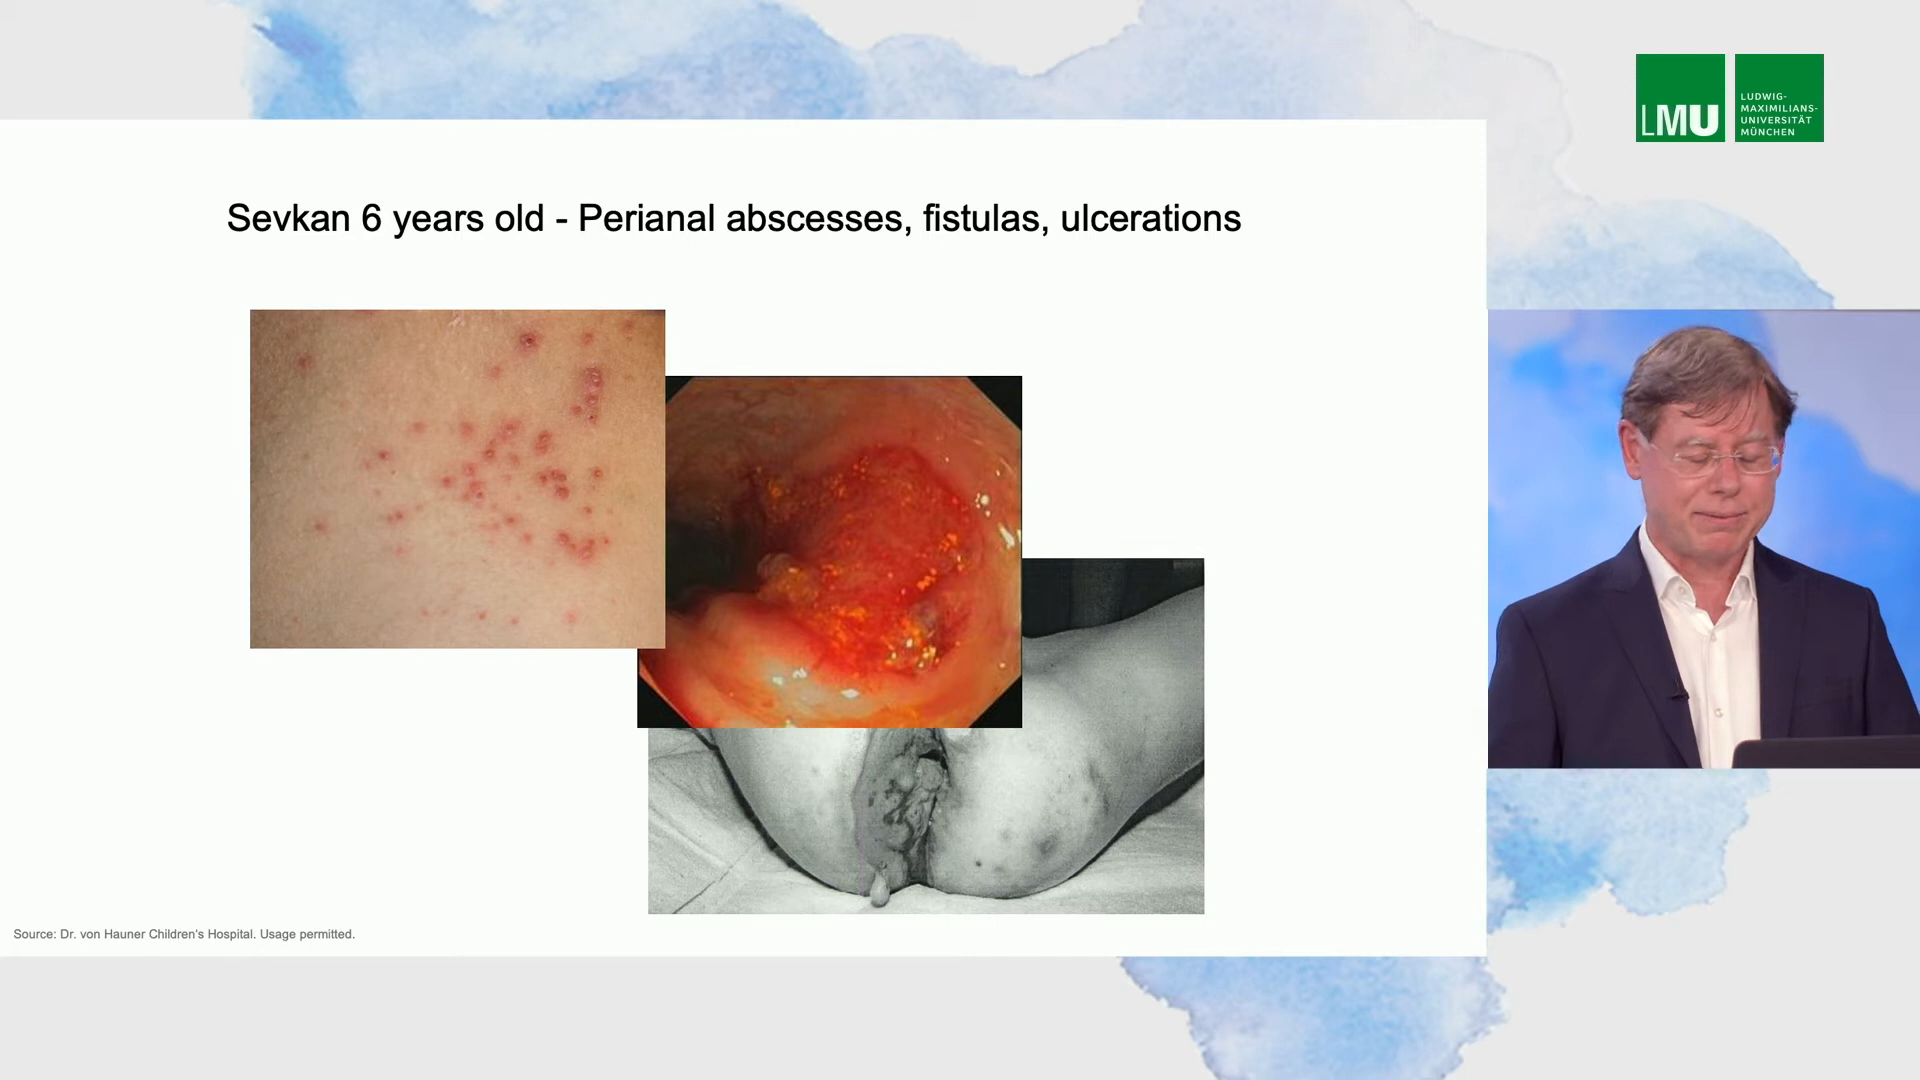 LMU
LUDWIG-
MAXIMILIANS-
UNIVERSITÄT
MÜNCHEN
Sevkan 6 years old - Perianal abscesses, fistulas, ulcerations
Source: Dr. von Hauner Children's Hospital. Usage permitted.